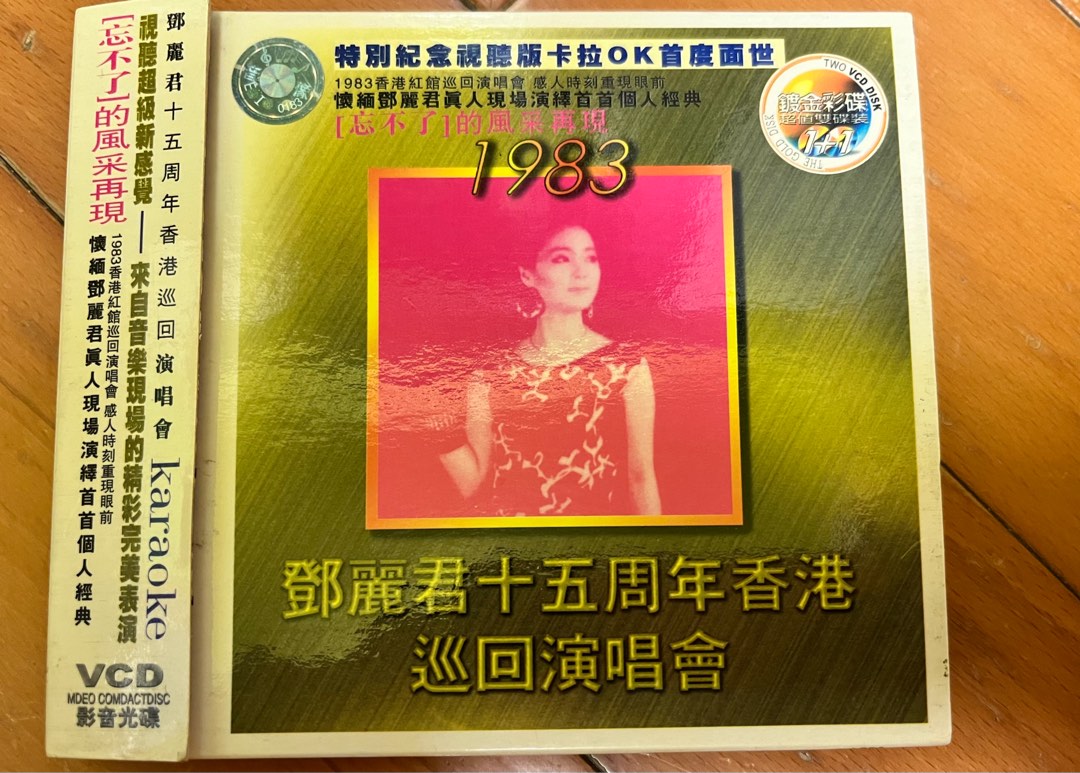 鄧麗君十五周年香港巡回演唱會 karaoke
視聽超級新感覺——來自音樂現場的精彩完美表演
[忘不了]的風采再現
1983香港紅館巡回演唱會 感人時刻重現眼前
懷緬鄧麗君眞人現場演繹首首個人經典
VCD
MDEO COMDACTDISC
影音光碟
特別紀念視聽版卡拉OK首度面世
1983香港紅館巡回演唱會 感人時刻重現眼前
懷緬鄧麗君眞人現場演繹首首個人經典
[忘不了]的風采再現
1983
TWO VCD DISK
鍍金彩碟
超值雙碟裝
1+1
THE GOLD DISK
鄧麗君十五周年香港
巡回演唱會